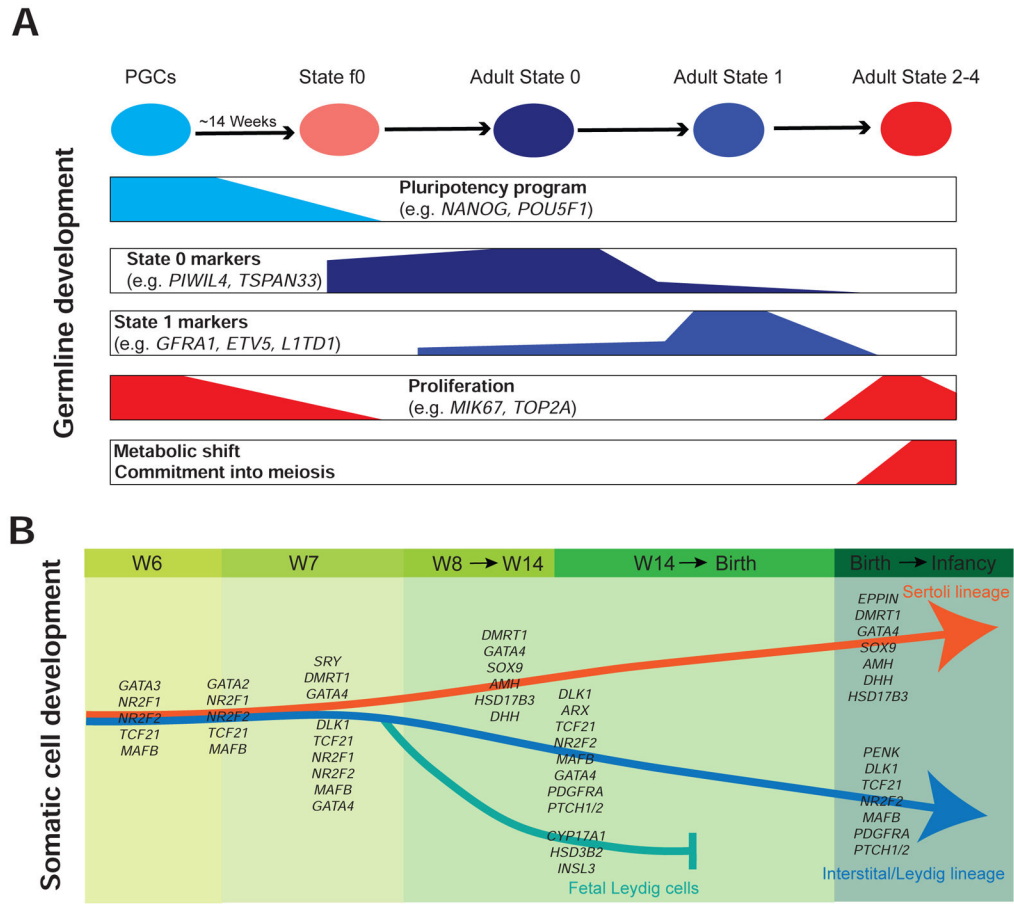 A
PGCs
State f0
Adult State 0
Adult State 1
Adult State 2-4
~14 Weeks
Germline development
Pluripotency program
(e.g. NANOG, POU5F1)
State 0 markers
(e.g. PIWIL4, TSPAN33)
State 1 markers
(e.g. GFRA1, ETV5, L1TD1)
Proliferation
(e.g. MIK67, TOP2A)
Metabolic shift
Commitment into meiosis
B
Somatic cell development
W6
W7
W8 → W14
W14 → Birth
Birth → Infancy
GATA3
NR2F1
NR2F2
TCF21
MAFB
GATA2
NR2F1
NR2F2
TCF21
MAFB
SRY
DMRT1
GATA4
DLK1
TCF21
NR2F1
NR2F2
MAFB
GATA4
DMRT1
GATA4
SOX9
AMH
HSD17B3
DHH
DLK1
ARX
TCF21
NR2F2
MAFB
GATA4
PDGFRA
PTCH1/2
CYP17A1
HSD3B2
INSL3
Fetal Leydig cells
Sertoli lineage
EPPIN
DMRT1
GATA4
SOX9
AMH
DHH
HSD17B3
PENK
DLK1
TCF21
NR2F2
MAFB
PDGFRA
PTCH1/2
Interstital/Leydig lineage